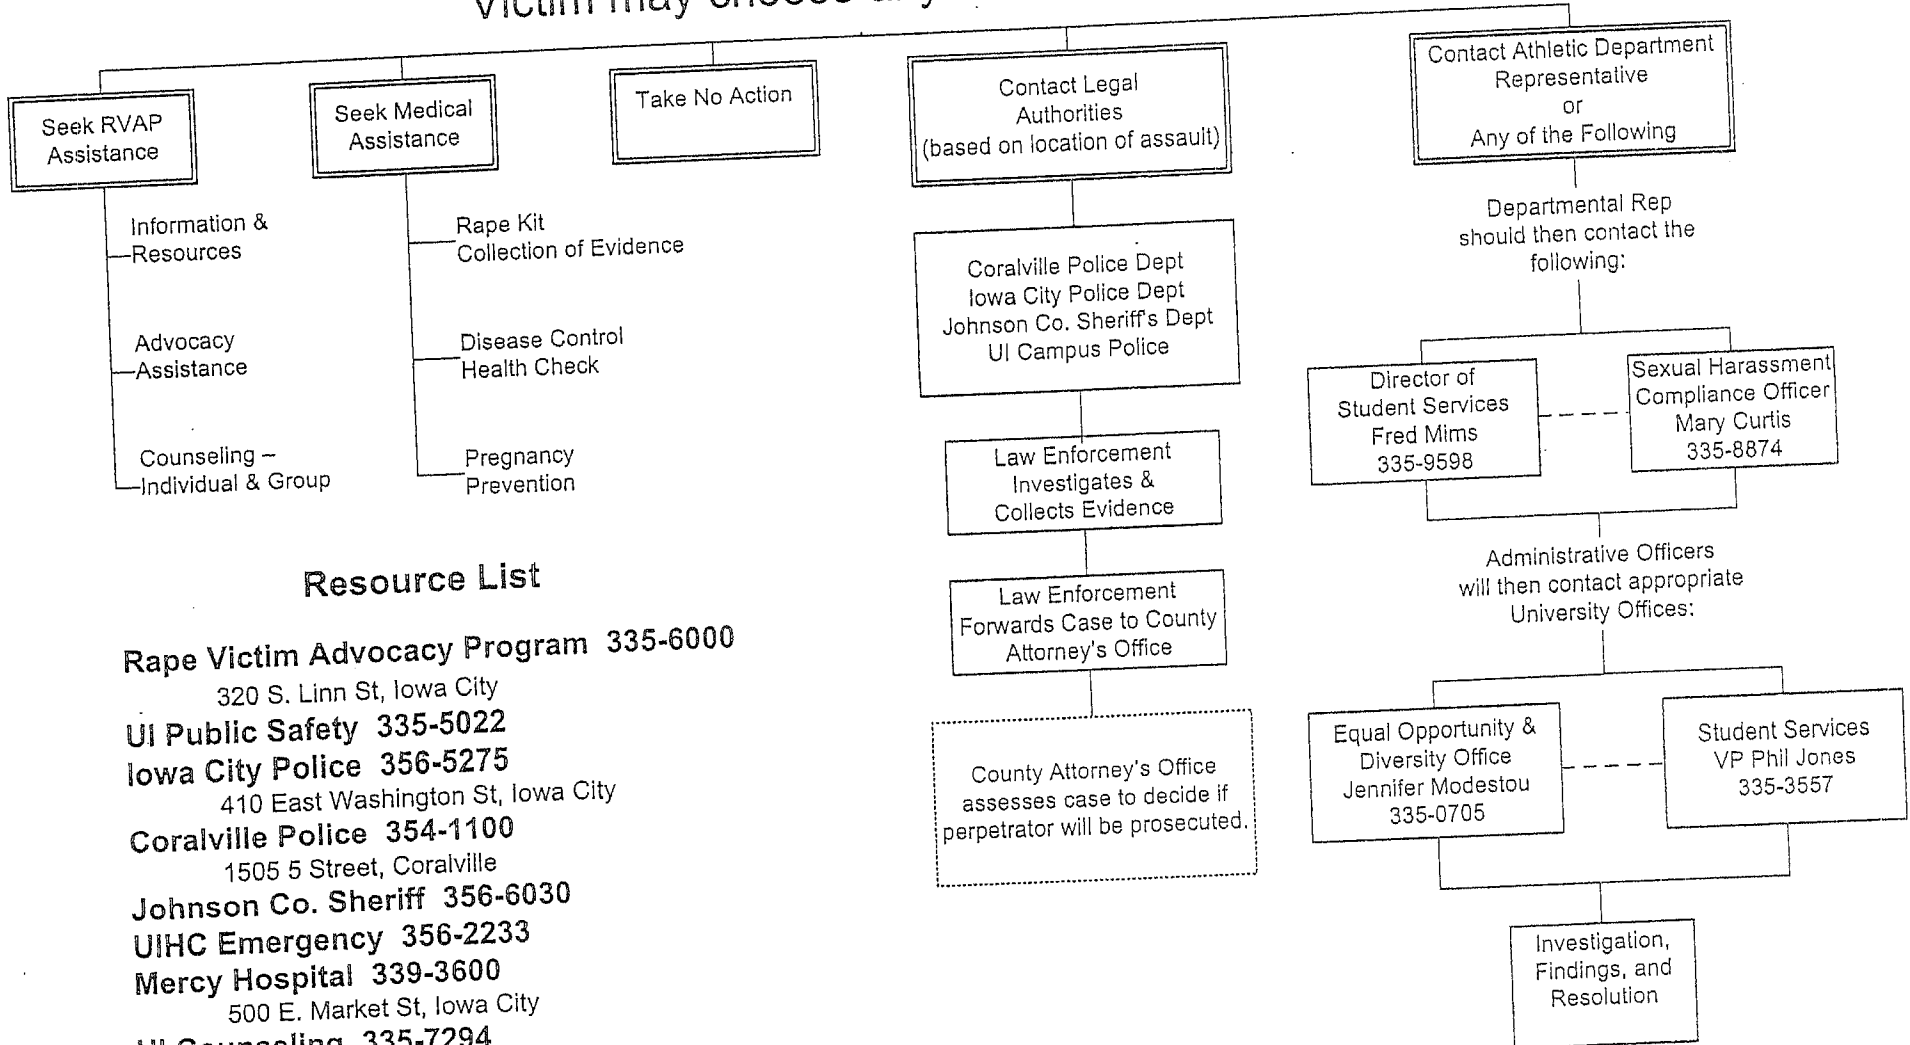 Victim may choose any
Seek RVAP
Assistance
Information &
Resources
Advocacy
Assistance
Counseling –
Individual & Group
Seek Medical
Assistance
Rape Kit
Collection of Evidence
Disease Control
Health Check
Pregnancy
Prevention
Take No Action
Contact Legal
Authorities
(based on location of assault)
Coralville Police Dept
Iowa City Police Dept
Johnson Co. Sheriff's Dept
UI Campus Police
Law Enforcement
Investigates &
Collects Evidence
Law Enforcement
Forwards Case to County
Attorney's Office
County Attorney's Office
assesses case to decide if
perpetrator will be prosecuted.
Contact Athletic Department
Representative
or
Any of the Following
Departmental Rep
should then contact the
following:
Director of
Student Services
Fred Mims
335-9598
Sexual Harassment
Compliance Officer
Mary Curtis
335-8874
Administrative Officers
will then contact appropriate
University Offices:
Equal Opportunity &
Diversity Office
Jennifer Modestou
335-0705
Student Services
VP Phil Jones
335-3557
Investigation,
Findings, and
Resolution
Resource List
Rape Victim Advocacy Program 335-6000
320 S. Linn St, Iowa City
UI Public Safety 335-5022
Iowa City Police 356-5275
410 East Washington St, Iowa City
Coralville Police 354-1100
1505 5 Street, Coralville
Johnson Co. Sheriff 356-6030
UIHC Emergency 356-2233
Mercy Hospital 339-3600
500 E. Market St, Iowa City
UI Counseling 335-7294